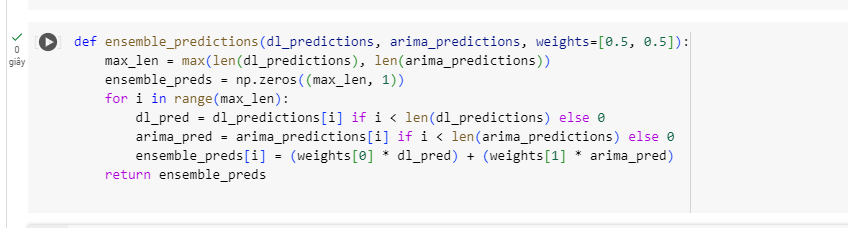 0
giây
def ensemble_predictions(dl_predictions, arima_predictions, weights=[0.5, 0.5]):
    max_len = max(len(dl_predictions), len(arima_predictions))
    ensemble_preds = np.zeros((max_len, 1))
    for i in range(max_len):
        dl_pred = dl_predictions[i] if i < len(dl_predictions) else 0
        arima_pred = arima_predictions[i] if i < len(arima_predictions) else 0
        ensemble_preds[i] = (weights[0] * dl_pred) + (weights[1] * arima_pred)
    return ensemble_preds